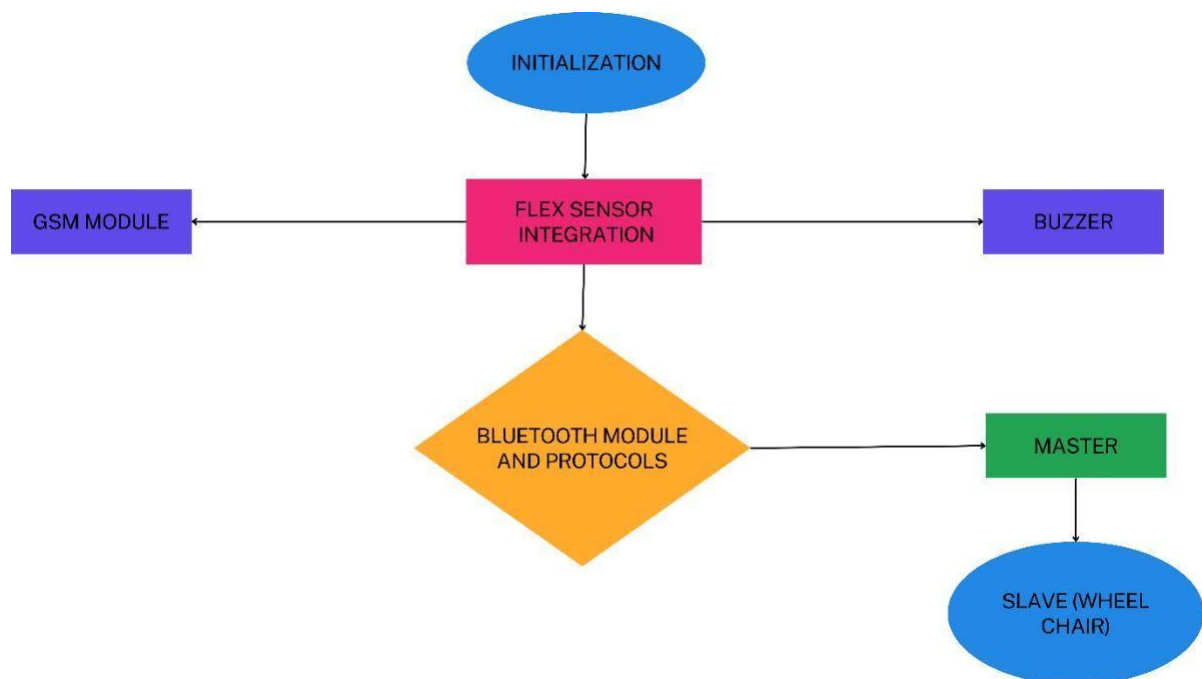 INITIALIZATION
GSM MODULE
FLEX SENSOR
INTEGRATION
BUZZER
BLUETOOTH MODULE
AND PROTOCOLS
MASTER
SLAVE (WHEEL
CHAIR)